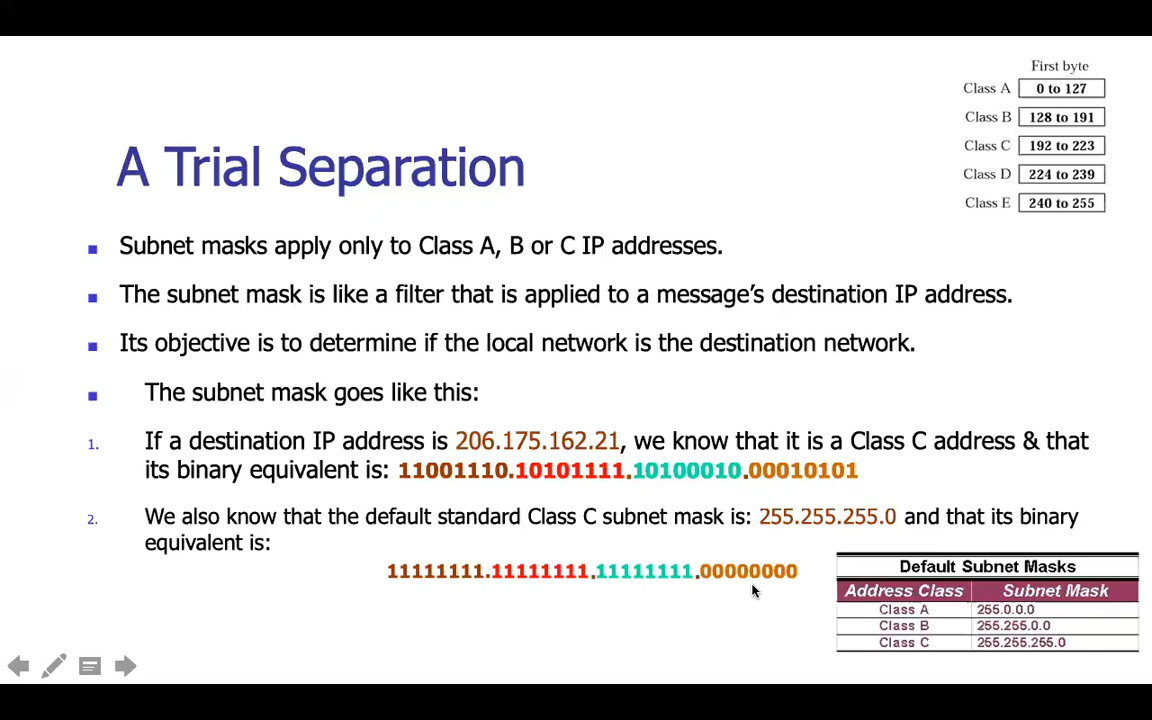 First byte
Class A 0 to 127
Class B 128 to 191
Class C 192 to 223
Class D 224 to 239
Class E 240 to 255
A Trial Separation
Subnet masks apply only to Class A, B or C IP addresses.
The subnet mask is like a filter that is applied to a message’s destination IP address.
Its objective is to determine if the local network is the destination network.
The subnet mask goes like this:
1. If a destination IP address is 206.175.162.21, we know that it is a Class C address & that
its binary equivalent is: 11001110.10101111.10100010.00010101
2. We also know that the default standard Class C subnet mask is: 255.255.255.0 and that its binary
equivalent is:
11111111.11111111.11111111.00000000
Default Subnet Masks
Address Class Subnet Mask
Class A 255.0.0.0
Class B 255.255.0.0
Class C 255.255.255.0